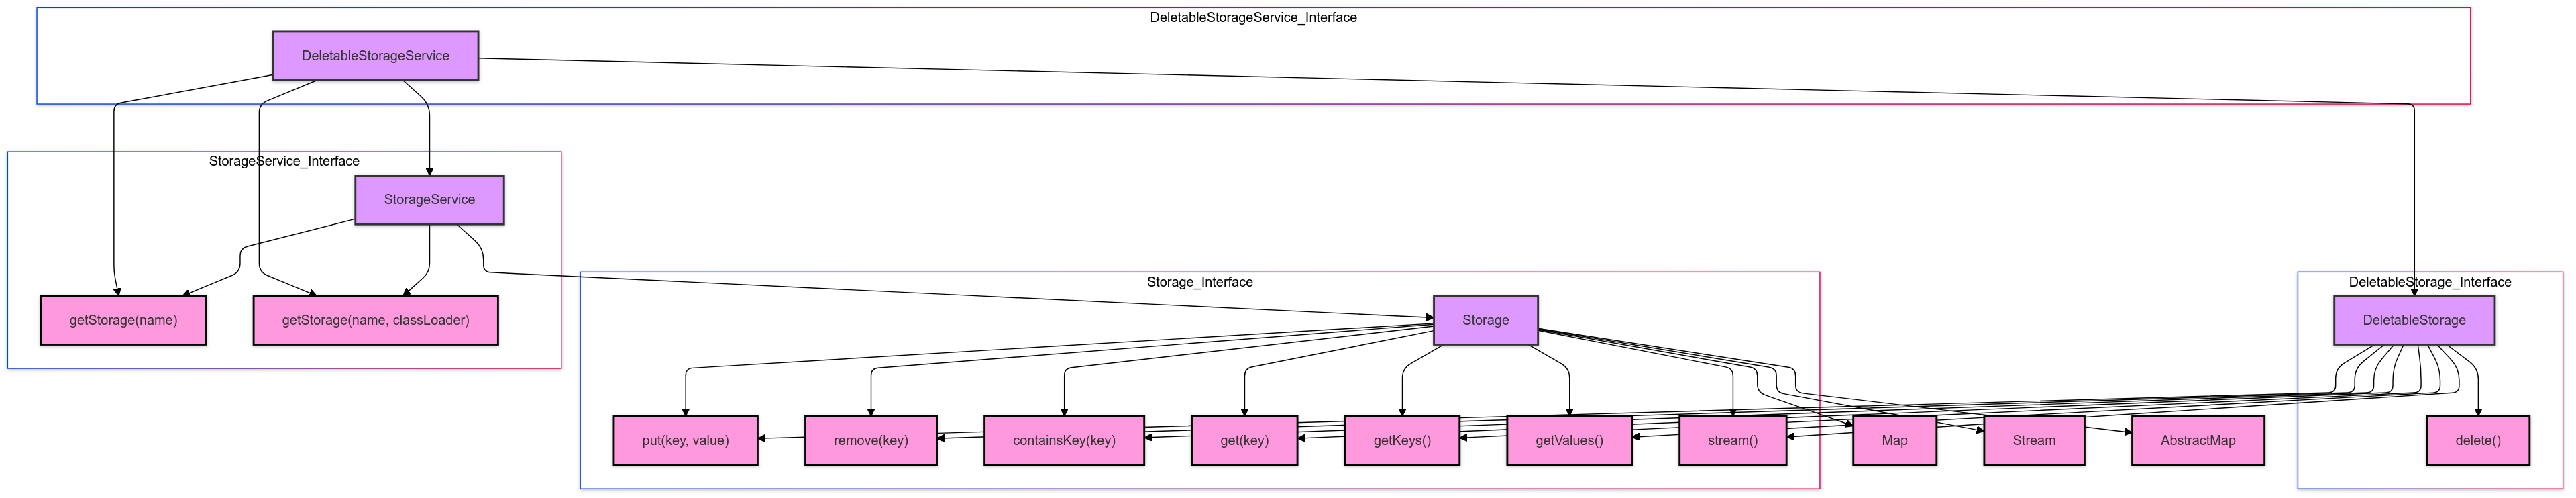 DeletableStorageService_Interface
DeletableStorageService
StorageService_Interface
StorageService
getStorage(name)
getStorage(name, classLoader)
Storage_Interface
Storage
DeletableStorage_Interface
DeletableStorage
put(key, value)
remove(key)
containsKey(key)
get(key)
getKeys()
getValues()
stream()
Map
Stream
AbstractMap
delete()